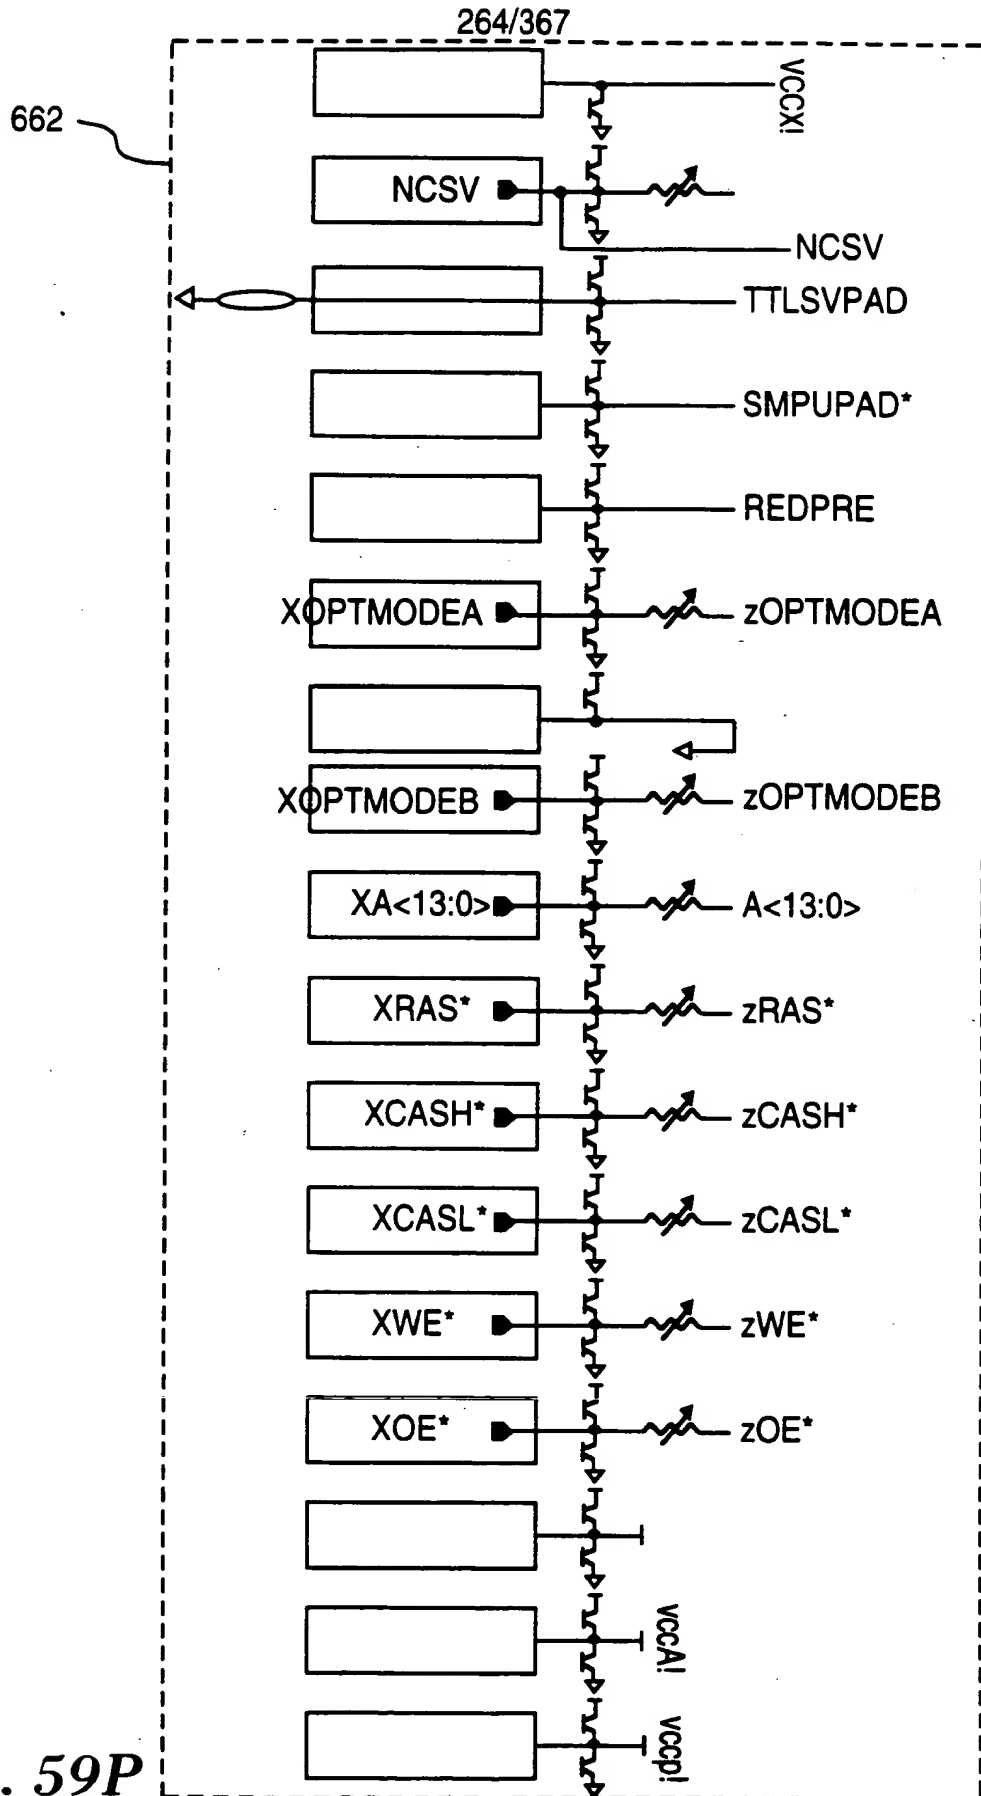 264/367
VCCX!
662
NCSV
NCSV
TTLSVPAD
SMPUPAD*
REDPRE
XOPTMODEA zOPTMODEA
XOPTMODEB zOPTMODEB
XA<13:0> A<13:0>
XRAS* zRAS*
XCASH* zCASH*
XCASL* zCASL*
XWE* zWE*
XOE* zOE*
vccA!
vccp!
. 59P